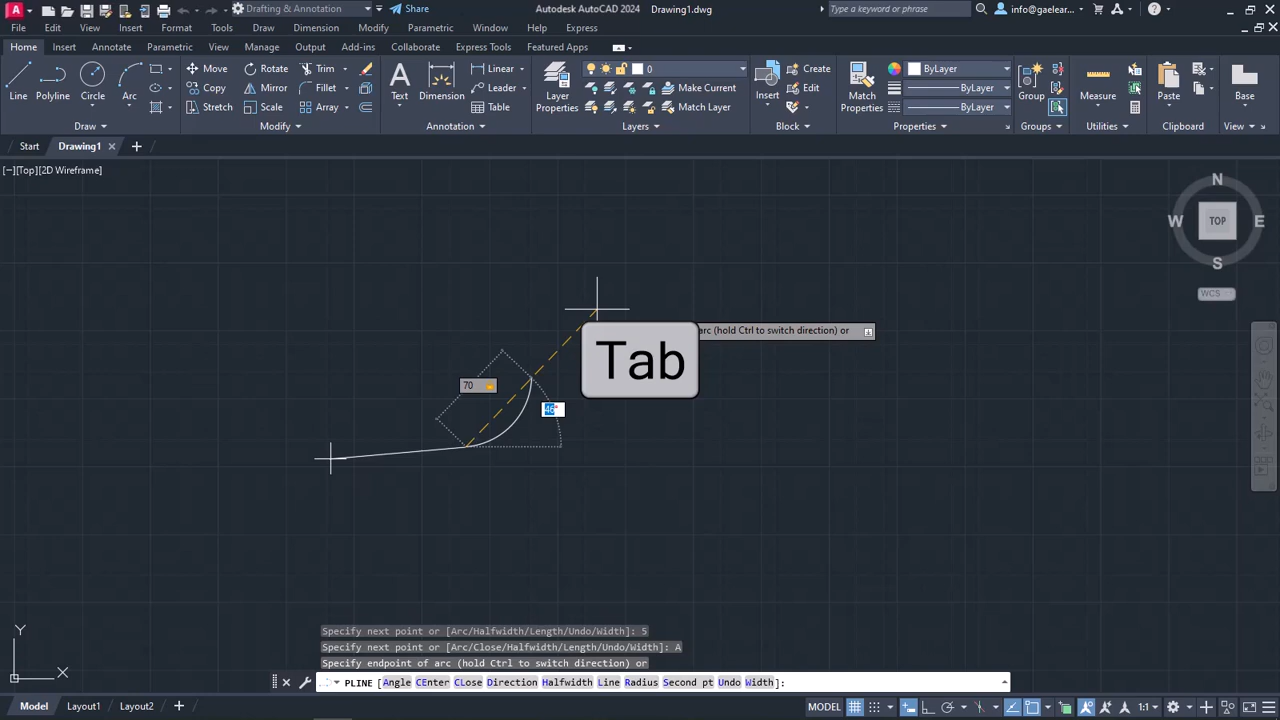 Drafting & Annotation
Share
Autodesk AutoCAD 2024 Drawing1.dwg
Type a keyword or phrase
info@gaelear...
File Edit View Insert Format Tools Draw Dimension Modify Parametric Window Help Express
Home Insert Annotate Parametric View Manage Output Add-ins Collaborate Express Tools Featured Apps
Line Polyline Circle Arc
Move Rotate Trim
Copy Mirror Fillet
Stretch Scale Array
Text Dimension
Linear
Leader
Table
Layer Properties
0
Make Current
Match Layer
Insert
Create
Edit
Match Properties
ByLayer
ByLayer
ByLayer
Group
Measure
Paste
Base
Draw Modify Annotation Layers Block Properties Groups Utilities Clipboard View
Start Drawing1
[−][Top][2D Wireframe]
N
W TOP E
S
WCS
arc (hold Ctrl to switch direction) or
Tab
70
46°
Specify next point or [Arc/Halfwidth/Length/Undo/Width]: 5
Specify next point or [Arc/Close/Halfwidth/Length/Undo/Width]: A
Specify endpoint of arc (hold Ctrl to switch direction) or
PLINE [Angle CEnter CLose Direction Halfwidth Line Radius Second pt Undo Width]:
Y
X
Model Layout1 Layout2
MODEL
1:1